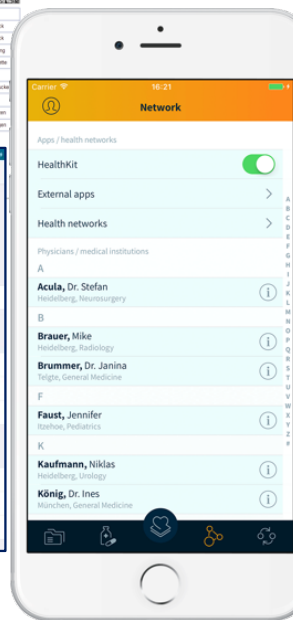 Carrier 16:21
Network
Apps / health networks
HealthKit
External apps
Health networks
Physicians / medical institutions
A
Acula, Dr. Stefan
Heidelberg, Neurosurgery
B
Brauer, Mike
Heidelberg, Radiology
Brummer, Dr. Janina
Telgte, General Medicine
F
Faust, Jennifer
Itzehoe, Pediatrics
K
Kaufmann, Niklas
Heidelberg, Urology
König, Dr. Ines
München, General Medicine
A
B
C
D
E
F
G
H
I
J
K
L
M
N
O
P
Q
R
S
T
U
V
W
X
Y
Z
#